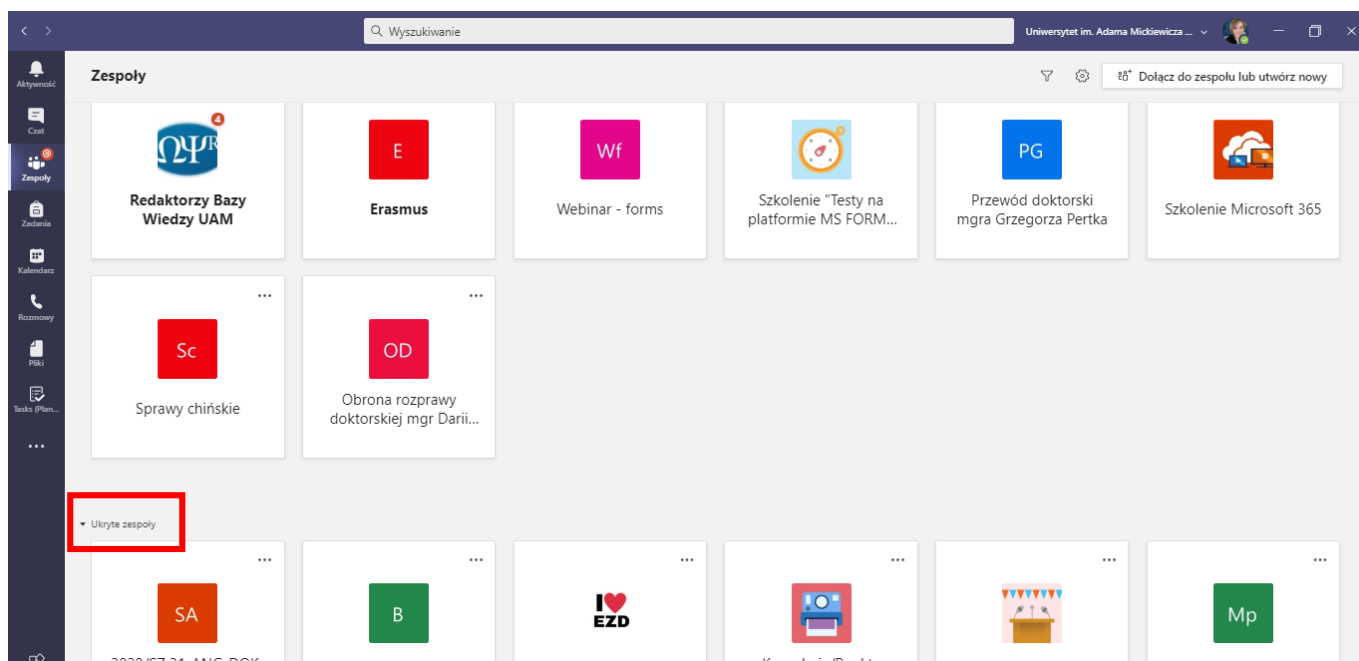 Wyszukiwanie
Uniwersytet im. Adama Mickiewicza ...
Aktywność
Czat
Zespoły
Zadania
Kalendarz
Rozmowy
Pliki
Tasks (Plan...
Zespoły
Dołącz do zespołu lub utwórz nowy
ΩΨR
4
Redaktorzy Bazy
Wiedzy UAM
E
Erasmus
Wf
Webinar - forms
Szkolenie "Testy na
platformie MS FORM...
PG
Przewód doktorski
mgra Grzegorza Pertka
Szkolenie Microsoft 365
Sc
Sprawy chińskie
OD
Obrona rozprawy
doktorskiej mgr Darii...
Ukryte zespoły
SA
B
I
EZD
Mp